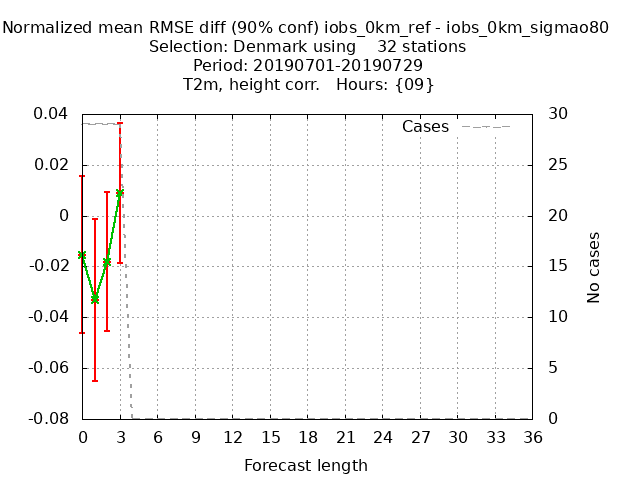 Normalized mean RMSE diff (90% conf) iobs_0km_ref - iobs_0km_sigmao80
Selection: Denmark using    32 stations
Period: 20190701-20190729
T2m, height corr.   Hours: {09}
0.04
0.02
0
-0.02
-0.04
-0.06
-0.08
Cases
30
25
20
15
10
5
0
No cases
0 3 6 9 12 15 18 21 24 27 30 33 36
Forecast length